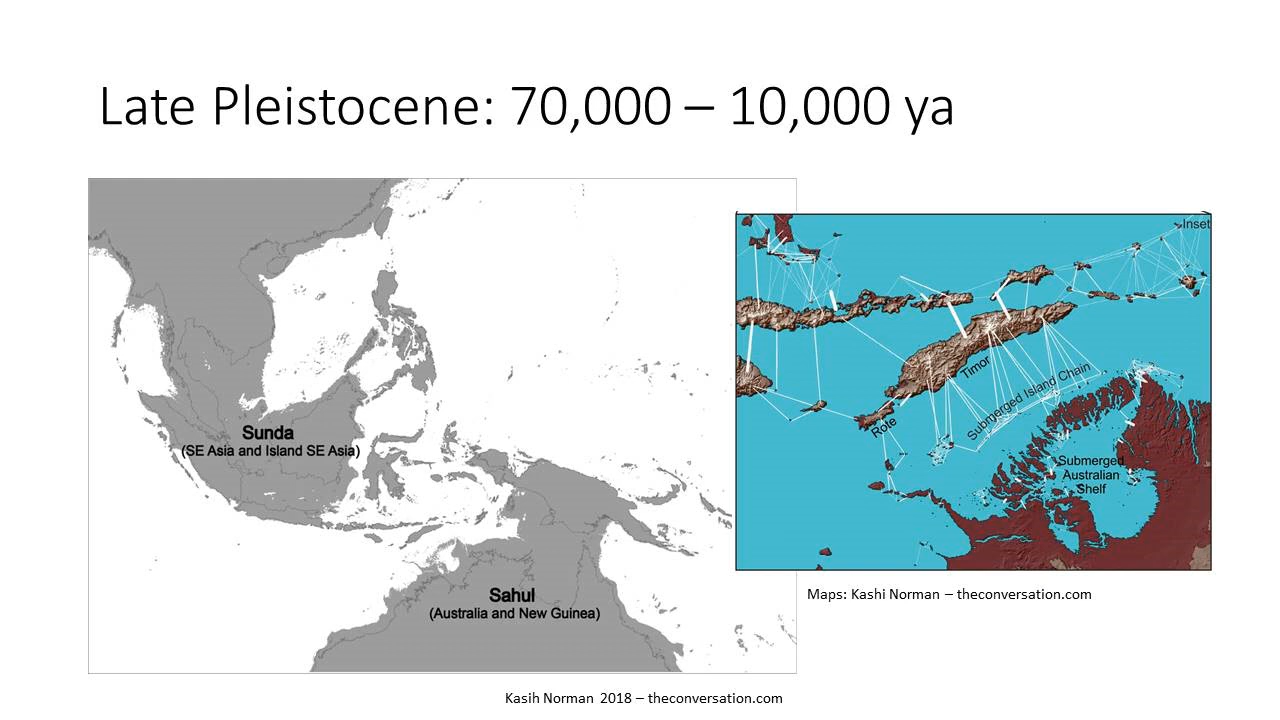 Late Pleistocene: 70,000 – 10,000 ya
Sunda
(SE Asia and Island SE Asia)
Sahul
(Australia and New Guinea)
Inset
Timor
Submerged Island Chain
Rote
Submerged
Australian
Shelf
Maps: Kashi Norman – theconversation.com
Kasih Norman 2018 – theconversation.com